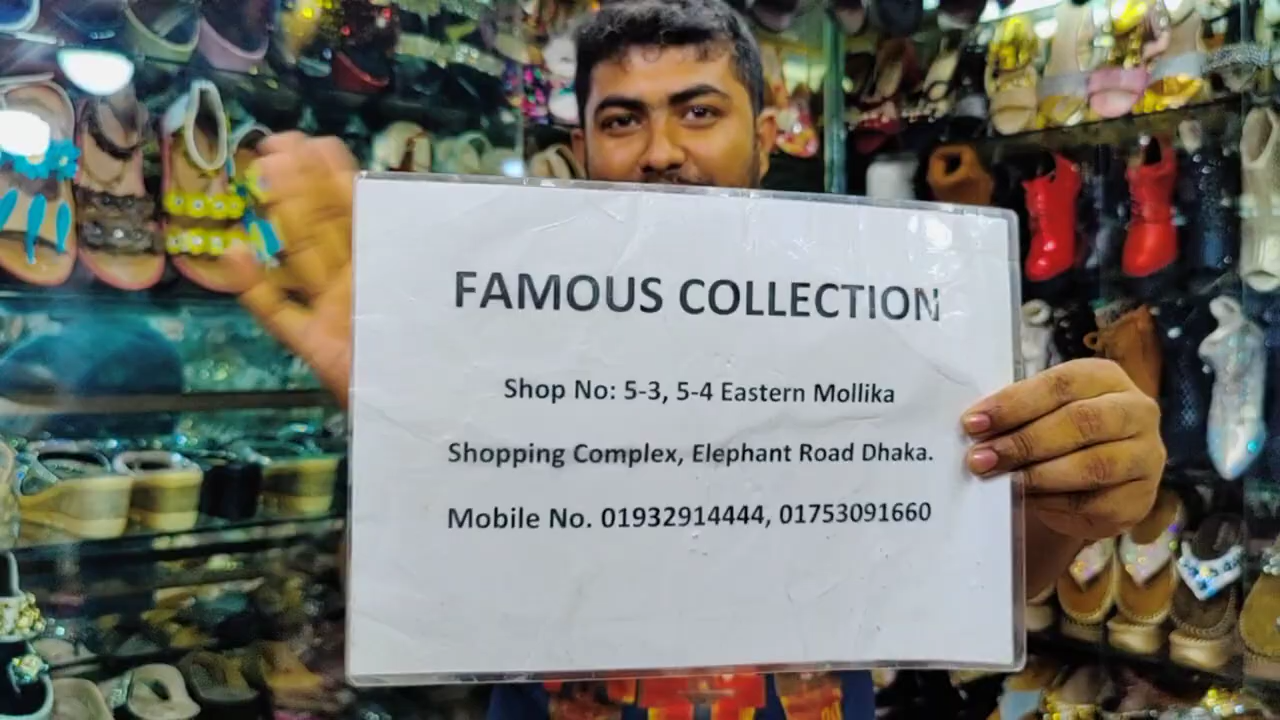 FAMOUS COLLECTION
Shop No: 5-3, 5-4 Eastern Mollika
Shopping Complex, Elephant Road Dhaka.
Mobile No. 01932914444, 01753091660